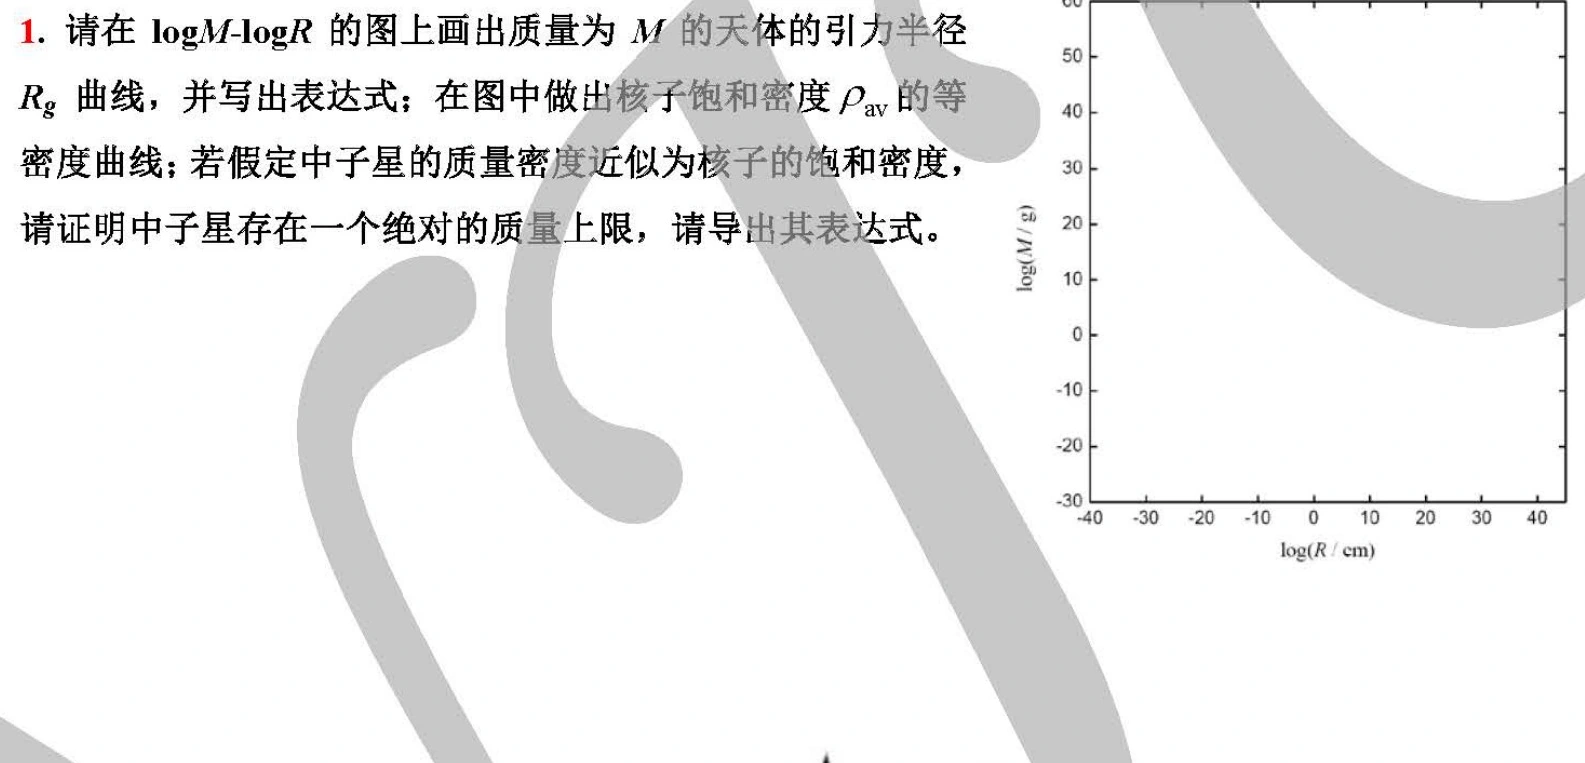 1. 请在 logM-logR 的图上画出质量为 M 的天体的引力半径
Rg 曲线，并写出表达式；在图中做出核子饱和密度 ρav 的等
密度曲线；若假定中子星的质量密度近似为核子的饱和密度，
请证明中子星存在一个绝对的质量上限，请导出其表达式。
60
50
40
30
20
10
0
-10
-20
-30
log(M / g)
-40 -30 -20 -10 0 10 20 30 40
log(R / cm)